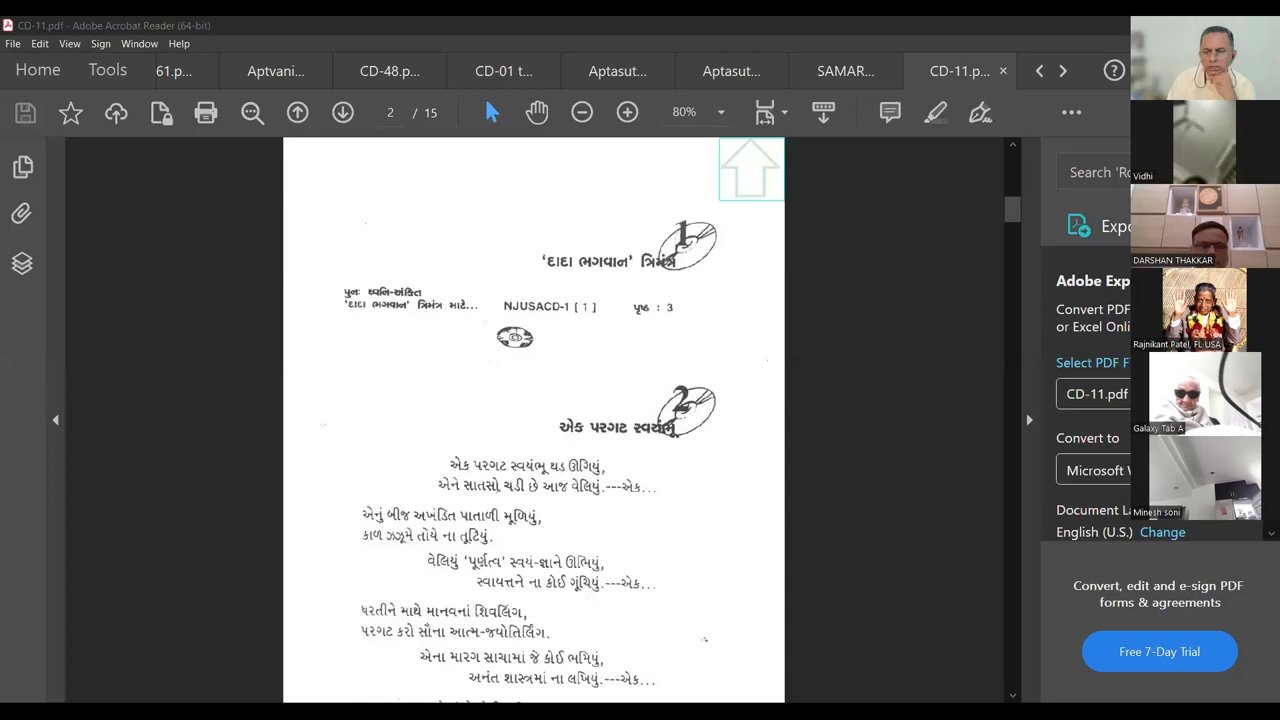 CD-11.pdf - Adobe Acrobat Reader (64-bit)
File Edit View Sign Window Help
Home Tools 61.p... Aptvani... CD-48.p... CD-01 t... Aptasut... Aptasut... SAMAR... CD-11.p... ×
2 / 15 80%
1
‘દાદા ભગવાન’ ત્રિમંત્ર
પુનઃ ધ્વનિ-અંકિત
‘દાદા ભગવાન’ ત્રિમંત્ર માટે... NJUSACD-1 [ 1 ] પૃષ્ઠ : 3
2
એક પરગટ સ્વયંભૂ
એક પરગટ સ્વયંભૂ થડ ઊગિયું,
એને સાતસો ચડી છે આજ વેલિયું.---એક...
એનું બીજ અખંડિત પાતાળી મૂળિયું,
કાળ ઝઝૂમે તોયે ના તૂટિયું.
વેલિયું ‘પૂર્ણત્વ’ સ્વયં-જ્ઞાને ઊભિયું,
સ્વાયત્તને ના કોઈ ગૂંચિયું.---એક...
ધરતીને માથે માનવનાં શિવલિંગ,
પરગટ કરો સૌના આત્મ-જ્યોતિર્લિંગ.
એના મારગ સાચામાં જે કોઈ ભમિયું,
અનંત શાસ્ત્રમાં ના લખિયું.---એક...
Search 'Ro
Expo
Adobe Exp
Convert PDF
or Excel Onli
Select PDF F
CD-11.pdf
Convert to
Microsoft W
Document La
English (U.S.) Change
Convert, edit and e-sign PDF
forms & agreements
Free 7-Day Trial
Vidhi
DARSHAN THAKKAR
Rajnikant Patel, FL USA
Galaxy Tab A
Minesh soni